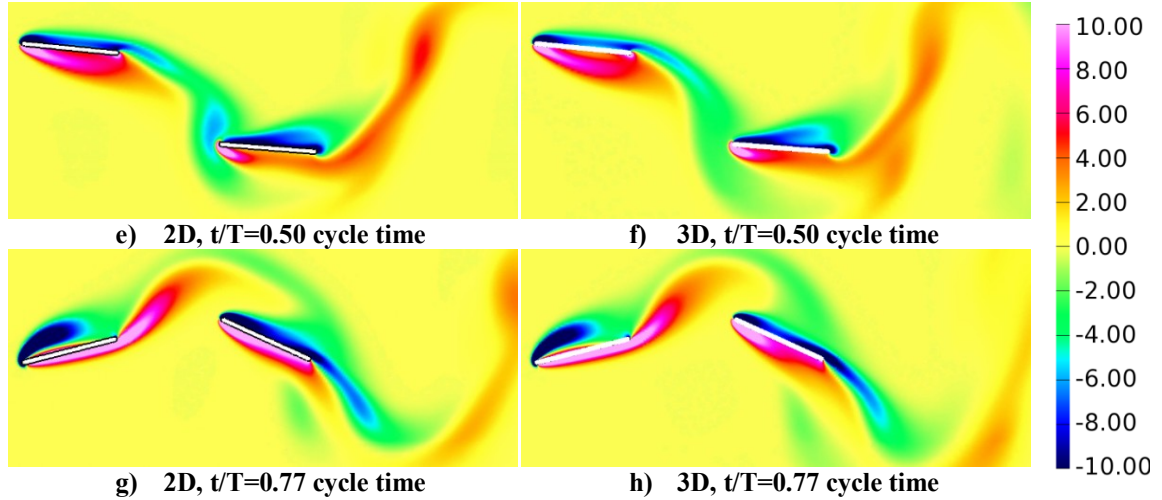 e) 2D, t/T=0.50 cycle time
f) 3D, t/T=0.50 cycle time
g) 2D, t/T=0.77 cycle time
h) 3D, t/T=0.77 cycle time
10.00
8.00
6.00
4.00
2.00
0.00
-2.00
-4.00
-6.00
-8.00
-10.00